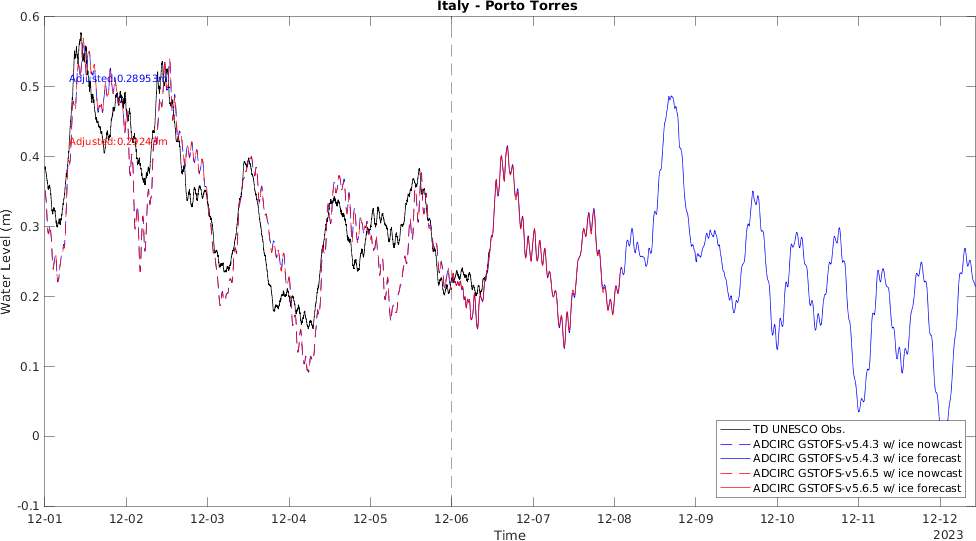 Italy - Porto Torres
Water Level (m)
0.6
0.5
0.4
0.3
0.2
0.1
0
-0.1
Adjusted:0.28953m
TD UNESCO Obs.
ADCIRC GSTOFS-v5.4.3 w/ ice nowcast
ADCIRC GSTOFS-v5.4.3 w/ ice forecast
ADCIRC GSTOFS-v5.6.5 w/ ice nowcast
ADCIRC GSTOFS-v5.6.5 w/ ice forecast
12-01 12-02 12-03 12-04 12-05 12-06 12-07 12-08 12-09 12-10 12-11 12-12
Time
2023